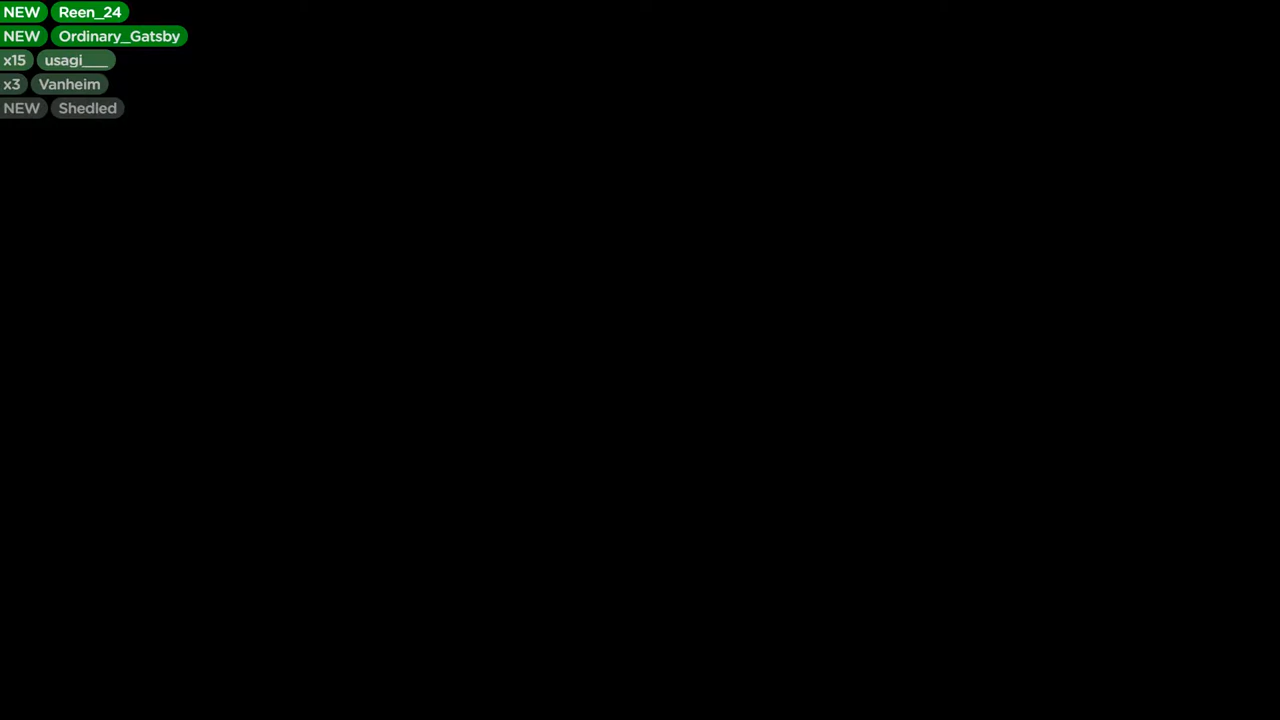 NEW Reen_24
NEW Ordinary_Gatsby
x15 usagi___
x3 Vanheim
NEW Shedled